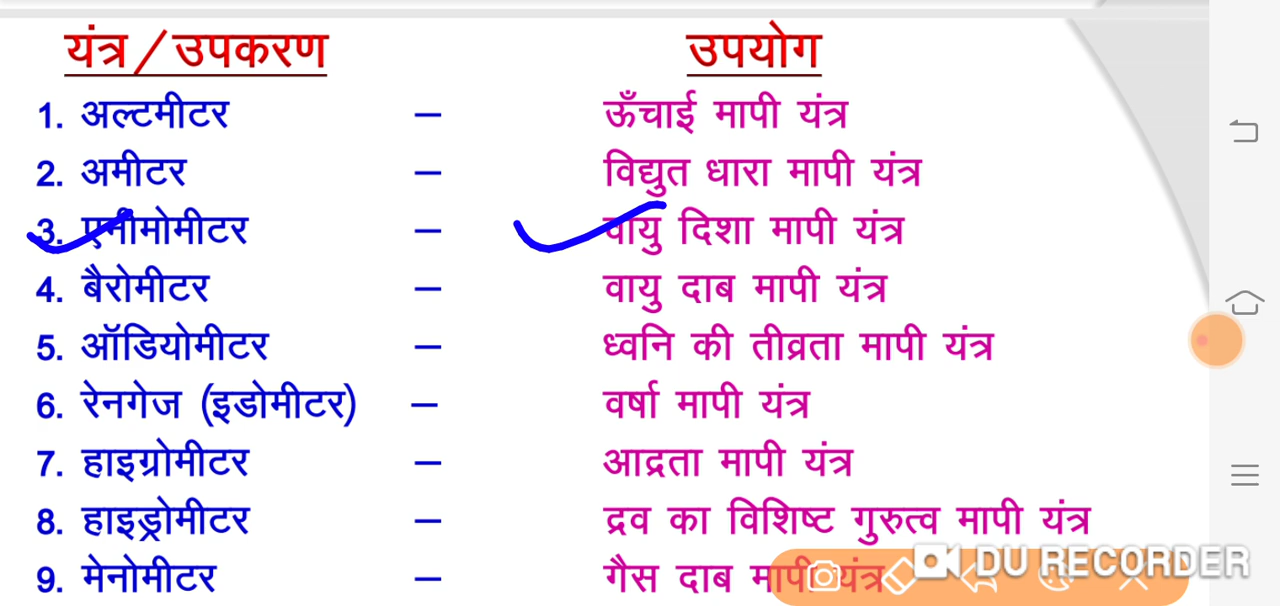 यंत्र/उपकरण उपयोग
1. अल्टमीटर – ऊँचाई मापी यंत्र
2. अमीटर – विद्युत धारा मापी यंत्र
3. एनीमोमीटर – वायु दिशा मापी यंत्र
4. बैरोमीटर – वायु दाब मापी यंत्र
5. ऑडियोमीटर – ध्वनि की तीव्रता मापी यंत्र
6. रेनगेज (इडोमीटर) – वर्षा मापी यंत्र
7. हाइग्रोमीटर – आद्रता मापी यंत्र
8. हाइड्रोमीटर – द्रव का विशिष्ट गुरुत्व मापी यंत्र
DU RECORDER
9. मेनोमीटर – गैस दाब मापी यंत्र